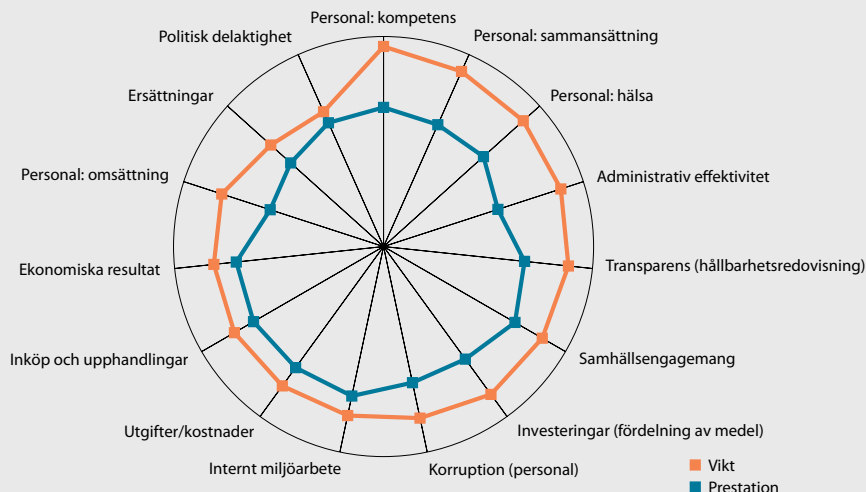 Personal: kompetens
Personal: sammansättning
Personal: hälsa
Administrativ effektivitet
Transparens (hållbarhetsredovisning)
Samhällsengagemang
Investeringar (fördelning av medel)
Korruption (personal)
Internt miljöarbete
Utgifter/kostnader
Inköp och upphandlingar
Ekonomiska resultat
Personal: omsättning
Ersättningar
Politisk delaktighet
Vikt
Prestation